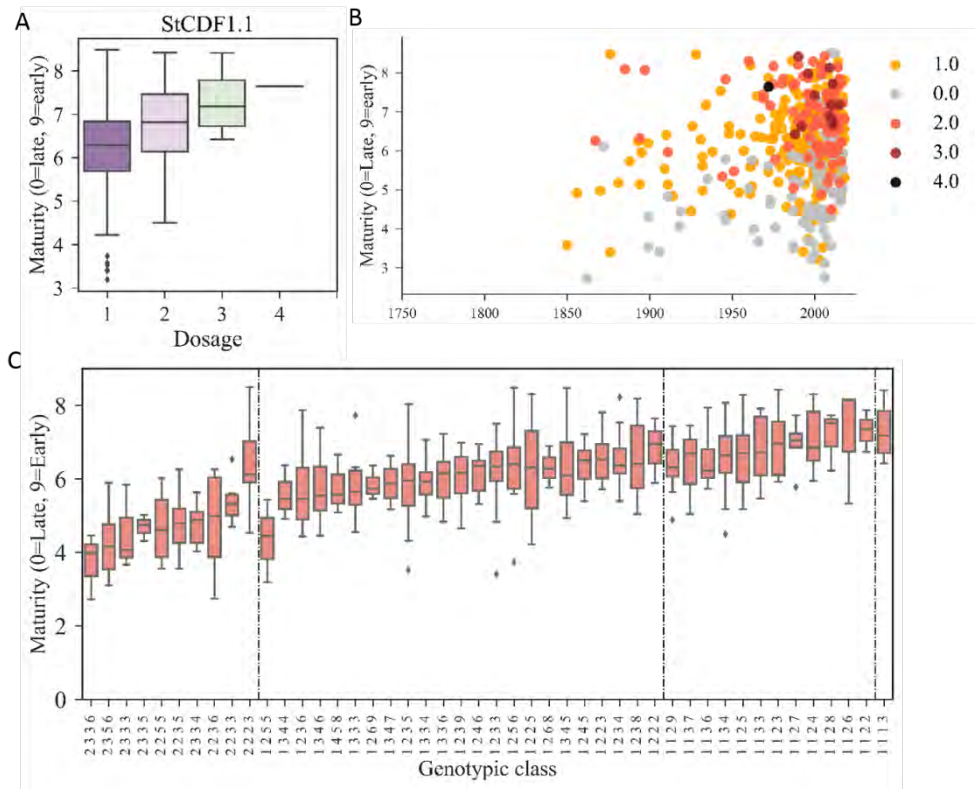 A
StCDF1.1
Maturity (0=late, 9=early)
8
7
6
5
4
3
1 2 3 4
Dosage
B
Maturity (0=Late, 9=early)
8
7
6
5
4
3
1750 1800 1850 1900 1950 2000
1.0
0.0
2.0
3.0
4.0
C
Maturity (0=Late, 9=Early)
8
6
4
2
0
2 3 3 6
2 3 5 6
2 3 3 3
2 3 3 5
2 2 5 5
2 2 3 5
2 2 3 4
2 2 3 6
2 2 3 3
2 2 2 3
1 2 5 5
1 3 4 4
1 2 3 6
1 3 4 6
1 4 5 8
1 3 3 3
1 2 6 9
1 3 4 7
1 2 3 5
1 3 3 4
1 3 3 6
1 2 3 9
1 2 4 6
1 2 3 3
1 2 5 6
1 2 2 5
1 2 6 8
1 3 4 5
1 2 4 5
1 2 2 3
1 2 3 4
1 2 3 8
1 2 2 2
1 1 2 9
1 1 3 7
1 1 3 6
1 1 3 4
1 1 2 5
1 1 3 3
1 1 2 3
1 1 2 7
1 1 2 4
1 1 2 8
1 1 2 6
1 1 2 2
1 1 1 3
Genotypic class